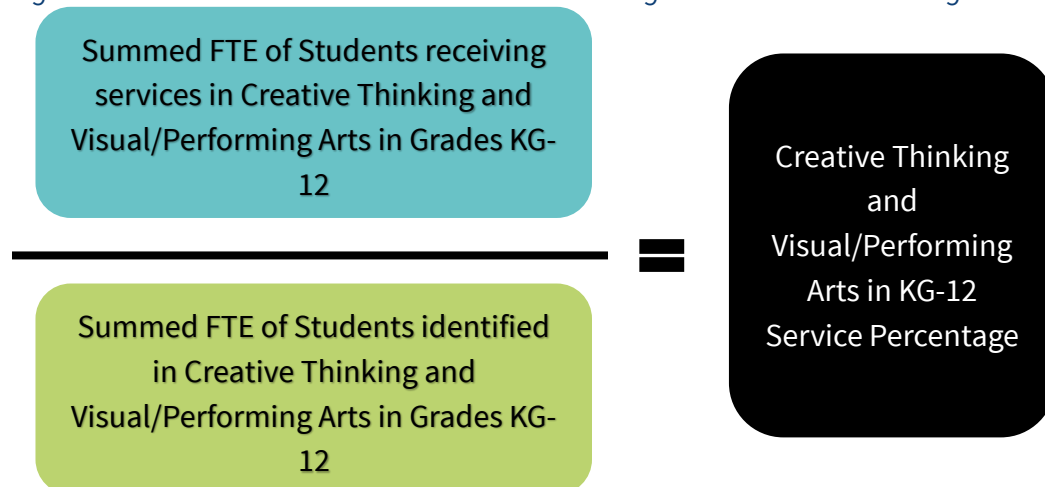 Summed FTE of Students receiving
services in Creative Thinking and
Visual/Performing Arts in Grades KG-
12
=
Creative Thinking
and
Visual/Performing
Arts in KG-12
Service Percentage
Summed FTE of Students identified
in Creative Thinking and
Visual/Performing Arts in Grades KG-
12